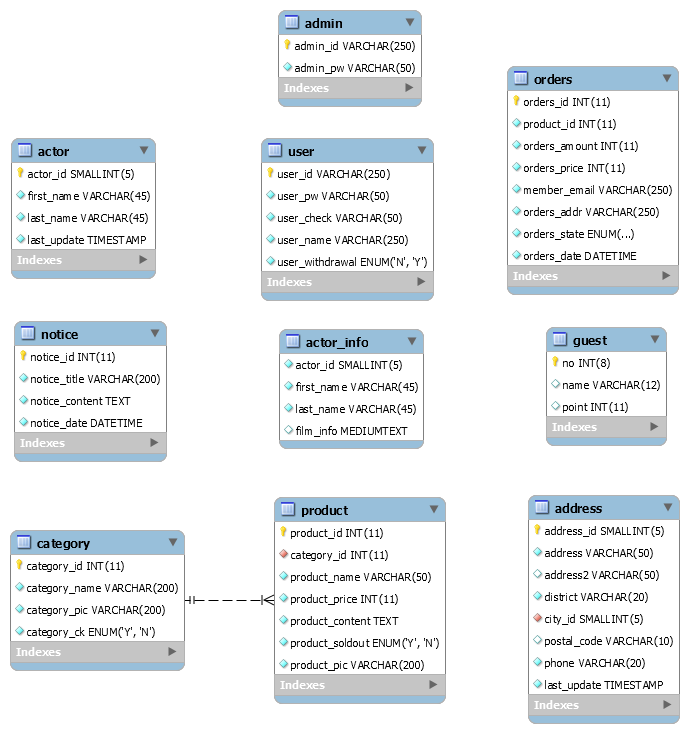 admin
admin_id VARCHAR(250)
admin_pw VARCHAR(50)
Indexes
orders
orders_id INT(11)
product_id INT(11)
orders_amount INT(11)
orders_price INT(11)
member_email VARCHAR(250)
orders_addr VARCHAR(250)
orders_state ENUM(...)
orders_date DATETIME
Indexes
actor
actor_id SMALLINT(5)
first_name VARCHAR(45)
last_name VARCHAR(45)
last_update TIMESTAMP
Indexes
user
user_id VARCHAR(250)
user_pw VARCHAR(50)
user_check VARCHAR(50)
user_name VARCHAR(250)
user_withdrawal ENUM('N', 'Y')
Indexes
notice
notice_id INT(11)
notice_title VARCHAR(200)
notice_content TEXT
notice_date DATETIME
Indexes
actor_info
actor_id SMALLINT(5)
first_name VARCHAR(45)
last_name VARCHAR(45)
film_info MEDIUMTEXT
guest
no INT(8)
name VARCHAR(12)
point INT(11)
Indexes
category
category_id INT(11)
category_name VARCHAR(200)
category_pic VARCHAR(200)
category_ck ENUM('Y', 'N')
Indexes
product
product_id INT(11)
category_id INT(11)
product_name VARCHAR(50)
product_price INT(11)
product_content TEXT
product_soldout ENUM('Y', 'N')
product_pic VARCHAR(200)
Indexes
address
address_id SMALLINT(5)
address VARCHAR(50)
address2 VARCHAR(50)
district VARCHAR(20)
city_id SMALLINT(5)
postal_code VARCHAR(10)
phone VARCHAR(20)
last_update TIMESTAMP
Indexes